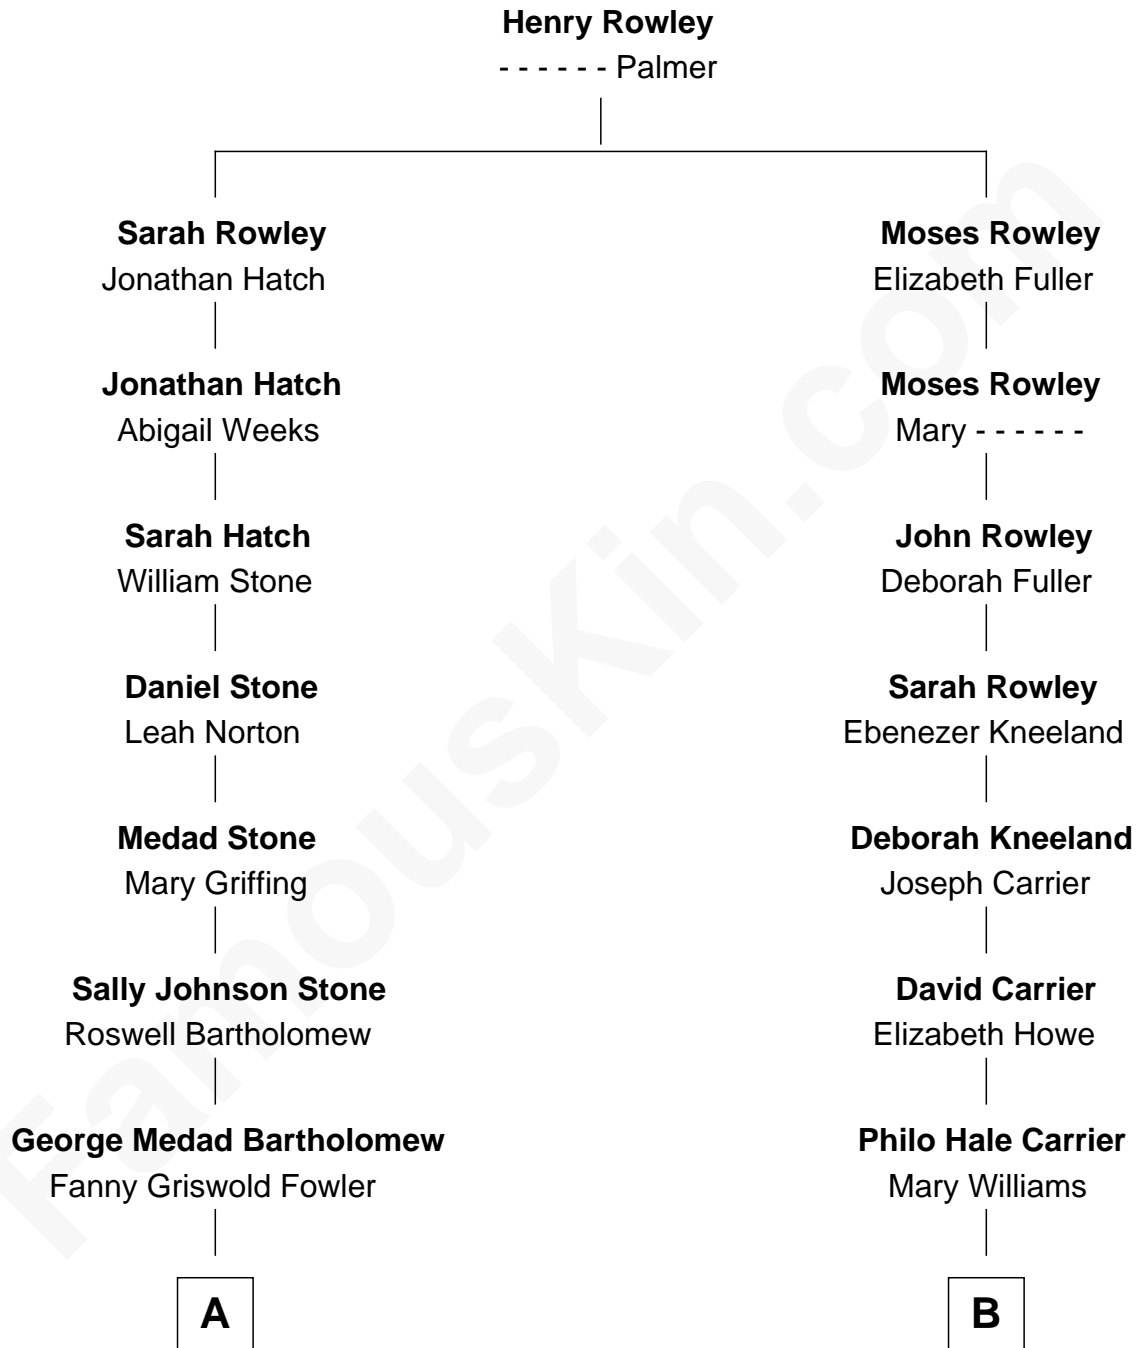 Henry Rowley
- - - - - - Palmer
Sarah Rowley
Jonathan Hatch
Moses Rowley
Elizabeth Fuller
Jonathan Hatch
Abigail Weeks
Moses Rowley
Mary - - - - - -
Sarah Hatch
William Stone
John Rowley
Deborah Fuller
Daniel Stone
Leah Norton
Sarah Rowley
Ebenezer Kneeland
Medad Stone
Mary Griffing
Deborah Kneeland
Joseph Carrier
Sally Johnson Stone
Roswell Bartholomew
David Carrier
Elizabeth Howe
George Medad Bartholomew
Fanny Griswold Fowler
Philo Hale Carrier
Mary Williams
A
B
FamousKin.com